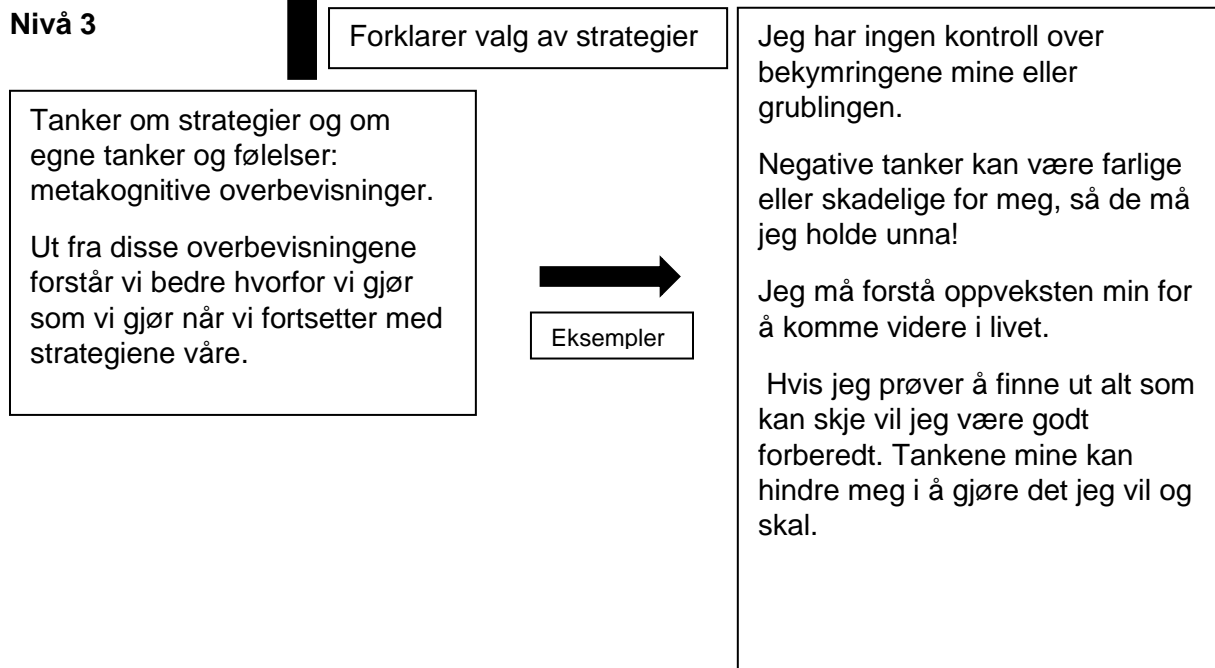 Nivå 3
Forklarer valg av strategier
Tanker om strategier og om
egne tanker og følelser:
metakognitive overbevisninger.
Ut fra disse overbevisningene
forstår vi bedre hvorfor vi gjør
som vi gjør når vi fortsetter med
strategiene våre.
Eksempler
Jeg har ingen kontroll over
bekymringene mine eller
grublingen.
Negative tanker kan være farlige
eller skadelige for meg, så de må
jeg holde unna!
Jeg må forstå oppveksten min for
å komme videre i livet.
Hvis jeg prøver å finne ut alt som
kan skje vil jeg være godt
forberedt. Tankene mine kan
hindre meg i å gjøre det jeg vil og
skal.